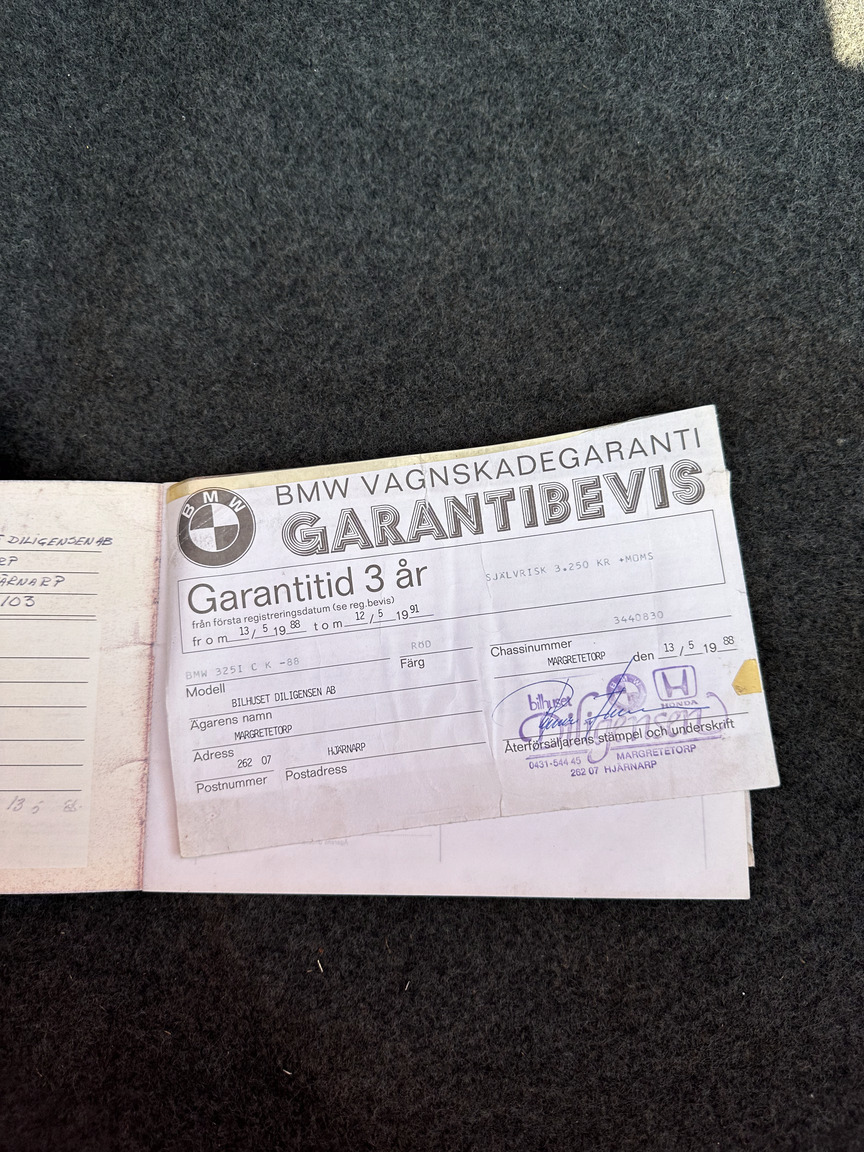 DILIGENSEN AB
RP
ÄRNARP
/103
13 5 88
BMW
BMW VAGNSKADEGARANTI
GARANTIBEVIS
Garantitid 3 år
SJÄLVRISK 3.250 KR +MOMS
från första registreringsdatum (se reg.bevis)
from 13/5 1988 tom 12/5 1991
3440830
BMW 325I C K -88 RÖD
Chassinummer
Modell Färg
MARGRETETORP den 13/5 1988
BILHUSET DILIGENSEN AB
Ägarens namn
bilhuset
HONDA
Diligensen
MARGRETETORP
Återförsäljarens stämpel och underskrift
Adress
262 07 HJÄRNARP
Postnummer Postadress
0431-544 45 MARGRETETORP
262 07 HJÄRNARP